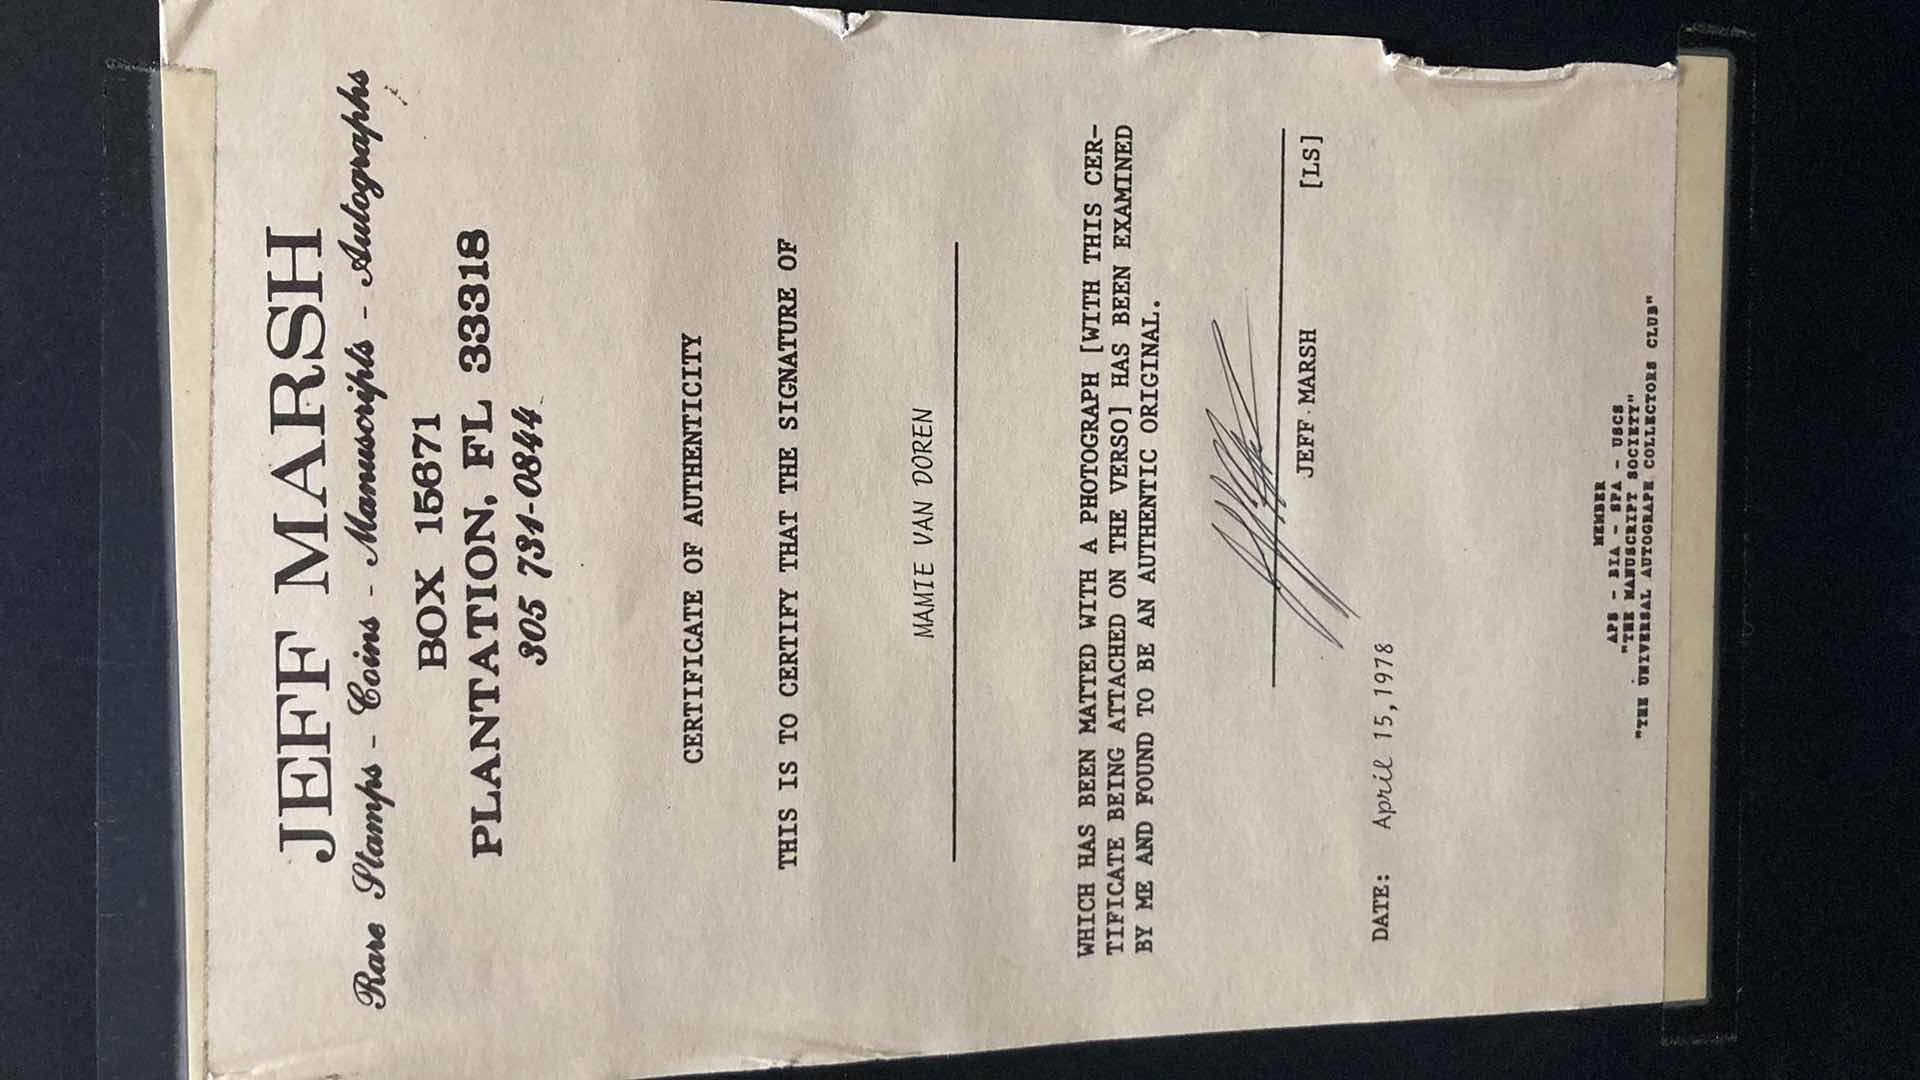 JEFF MARSH
Rare Stamps - Coins - Manuscripts - Autographs
BOX 15871
PLANTATION, FL 33318
305 731-0844
CERTIFICATE OF AUTHENTICITY
THIS IS TO CERTIFY THAT THE SIGNATURE OF
MAMIE VAN DOREN
WHICH HAS BEEN MATTED WITH A PHOTOGRAPH [WITH THIS CER-
TIFICATE BEING ATTACHED ON THE VERSO] HAS BEEN EXAMINED
BY ME AND FOUND TO BE AN AUTHENTIC ORIGINAL.
JEFF MARSH [LS]
DATE: April 15, 1978
MEMBER
APS - BIA - SPA - USCS
"THE MANUSCRIPT SOCIETY"
"THE UNIVERSAL AUTOGRAPH COLLECTORS CLUB"